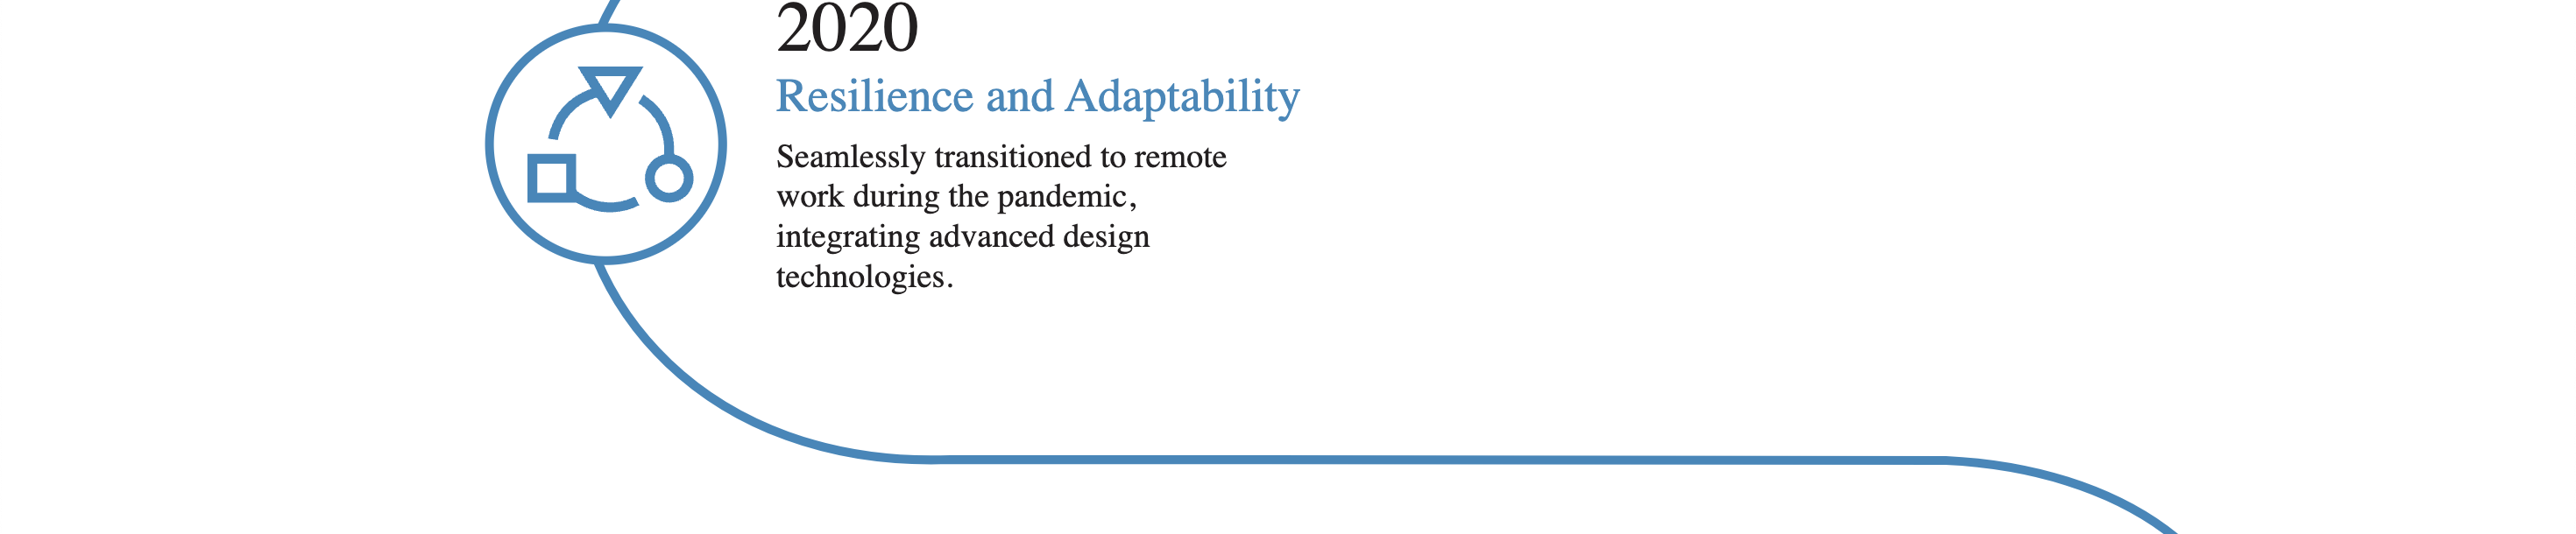 2020
Resilience and Adaptability
Seamlessly transitioned to remote
work during the pandemic,
integrating advanced design
technologies.